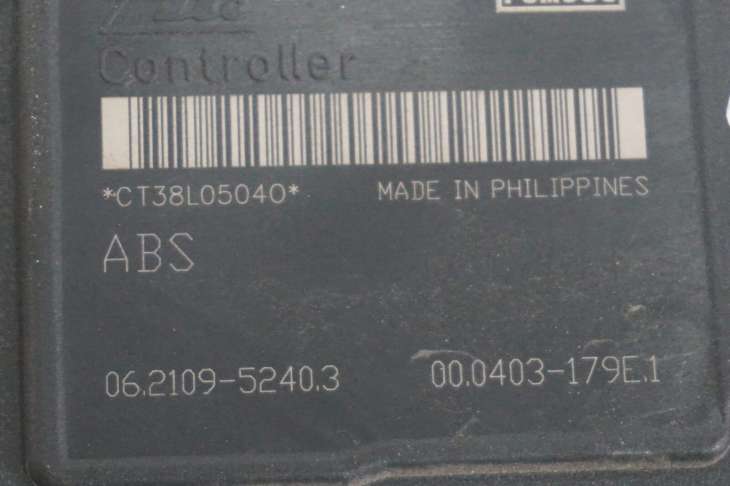 Controller
*CT38L05040*
MADE IN PHILIPPINES
ABS
06.2109-5240.3
00.0403-179E.1